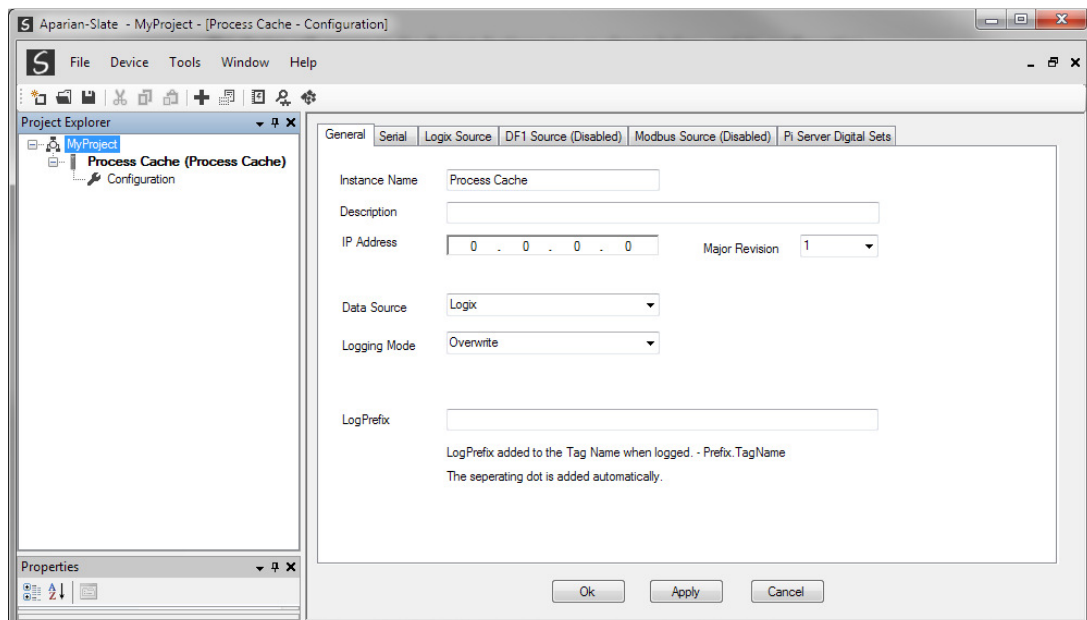 S Aparian-Slate - MyProject - [Process Cache - Configuration]
S File Device Tools Window Help
Project Explorer
MyProject
Process Cache (Process Cache)
Configuration
General Serial Logix Source DF1 Source (Disabled) Modbus Source (Disabled) Pi Server Digital Sets
Instance Name Process Cache
Description
IP Address 0 . 0 . 0 . 0 Major Revision 1
Data Source Logix
Logging Mode Overwrite
LogPrefix
LogPrefix added to the Tag Name when logged. - Prefix.TagName
The seperating dot is added automatically.
Properties
A Z
Ok Apply Cancel